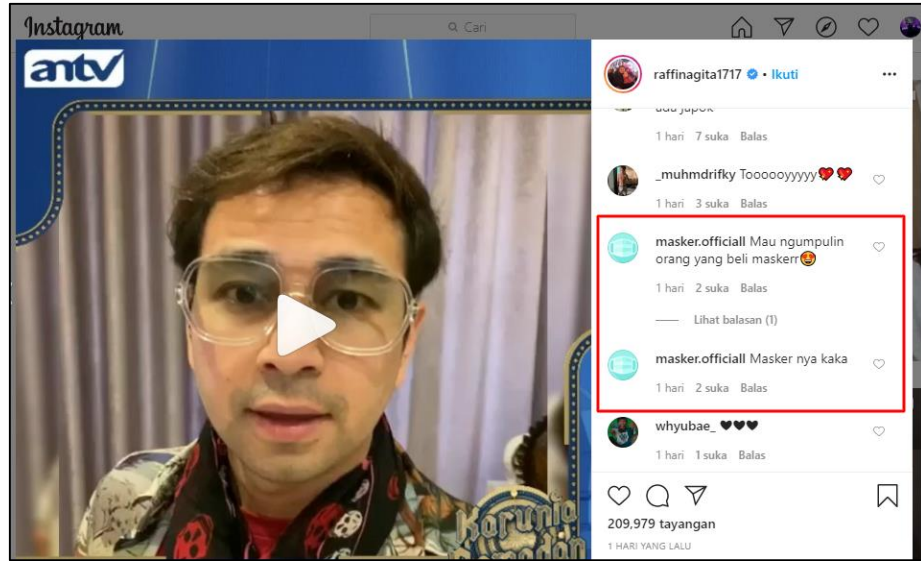 Instagram
Cari
antv
raffinagita1717 • Ikuti
1 hari 7 suka Balas
_muhmdrifky Toooooyyyyy💖💖
1 hari 3 suka Balas
masker.officiall Mau ngumpulin
orang yang beli maskerr🤩
1 hari 2 suka Balas
Lihat balasan (1)
masker.officiall Masker nya kaka
1 hari 2 suka Balas
whyubae_ 🖤🖤🖤
1 hari 1 suka Balas
209,979 tayangan
1 HARI YANG LALU
Karunia
Ramadan